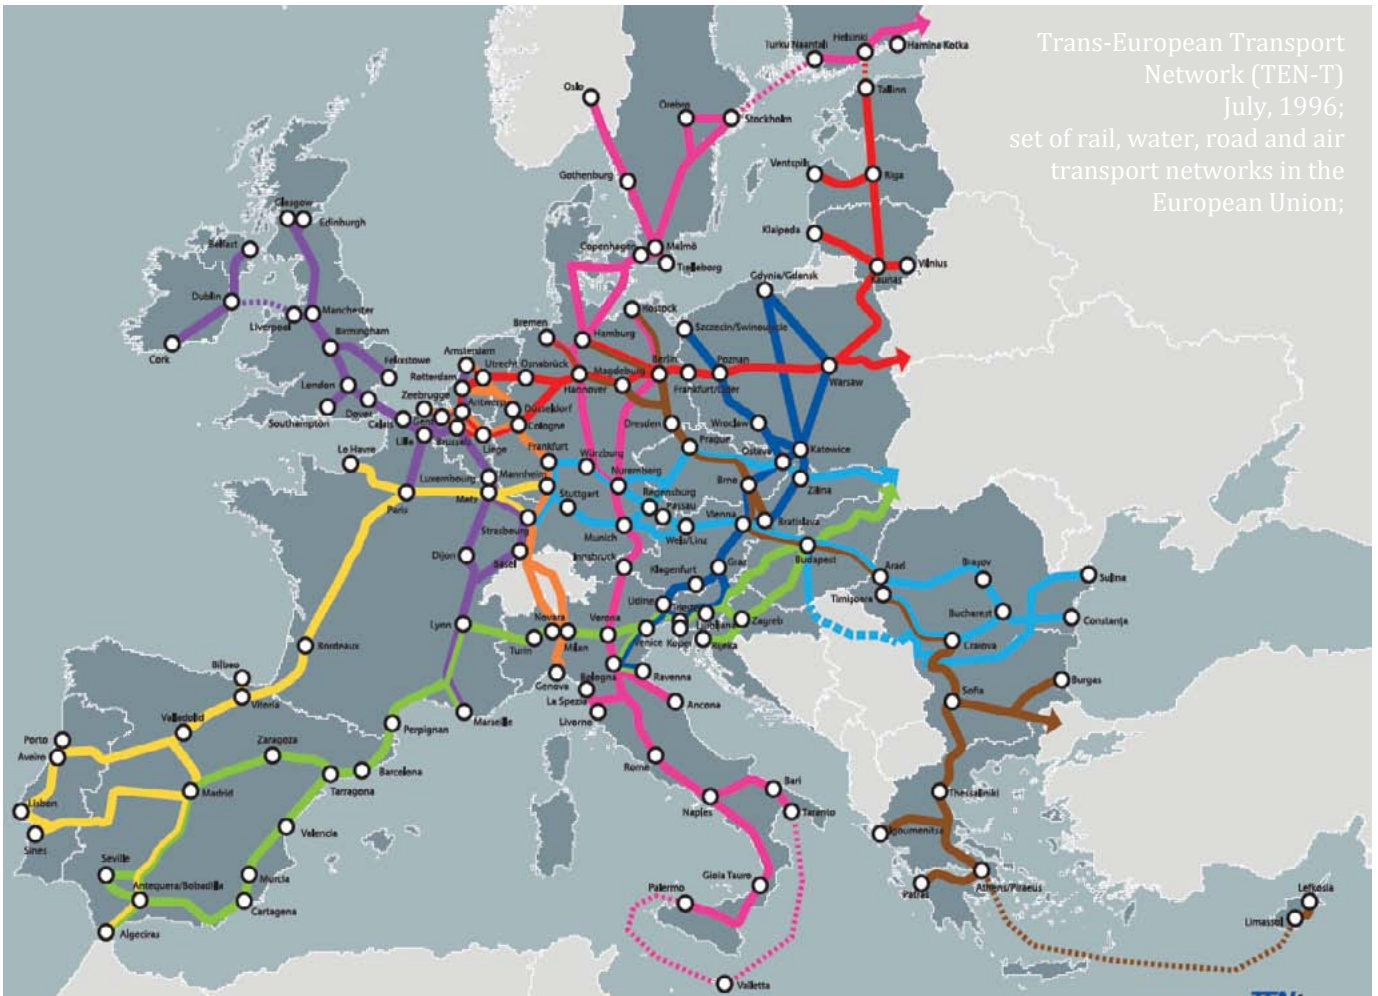 Trans-European Transport
Network (TEN-T)
July, 1996;
set of rail, water, road and air
transport networks in the
European Union;
Helsinki
Turku Naantali
Hamina Kotka
Oslo
Tallinn
Örebro
Stockholm
Ventspils
Riga
Gothenburg
Glasgow
Edinburgh
Klaipeda
Belfast
Copenhagen
Malmö
Trelleborg
Vilnius
Kaunas
Gdynia/Gdansk
Dublin
Liverpool
Manchester
Rostock
Birmingham
Bremen
Hamburg
Szczecin/Swinoujscie
Cork
Amsterdam
Felixstowe
Utrecht
Osnabrück
Magdeburg
Berlin
Poznan
Warsaw
Rotterdam
London
Zeebrugge
Hannover
Frankfurt/Oder
Antwerp
Düsseldorf
Southampton
Dover
Calais
Gent
Cologne
Dresden
Wroclaw
Lille
Brussels
Liege
Prague
Katowice
Le Havre
Frankfurt
Würzburg
Ostava
Luxembourg
Mannheim
Nuremberg
Brno
Zilina
Paris
Metz
Stuttgart
Regensburg
Passau
Vienna
Bratislava
Strasbourg
Munich
Wels/Linz
Dijon
Basel
Innsbruck
Graz
Budapest
Klagenfurt
Arad
Brasov
Sulina
Udine
Trieste
Timisoara
Lyon
Novara
Verona
Ljubljana
Zagreb
Bucharest
Constanta
Turin
Milan
Venice
Koper
Rijeka
Craiova
Bordeaux
Bilbao
Genova
Bologna
Ravenna
Burgas
Vitoria
La Spezia
Sofia
Livorno
Ancona
Valladolid
Marseille
Perpignan
Porto
Aveiro
Zaragoza
Rome
Barcelona
Bari
Madrid
Tarragona
Thessaliniki
Lisbon
Naples
Taranto
Sines
Valencia
Igoumenitsa
Seville
Murcia
Gioia Tauro
Antequera/Bobadilla
Palermo
Patras
Athens/Piraeus
Lefkosia
Cartagena
Limassol
Algeciras
Valletta